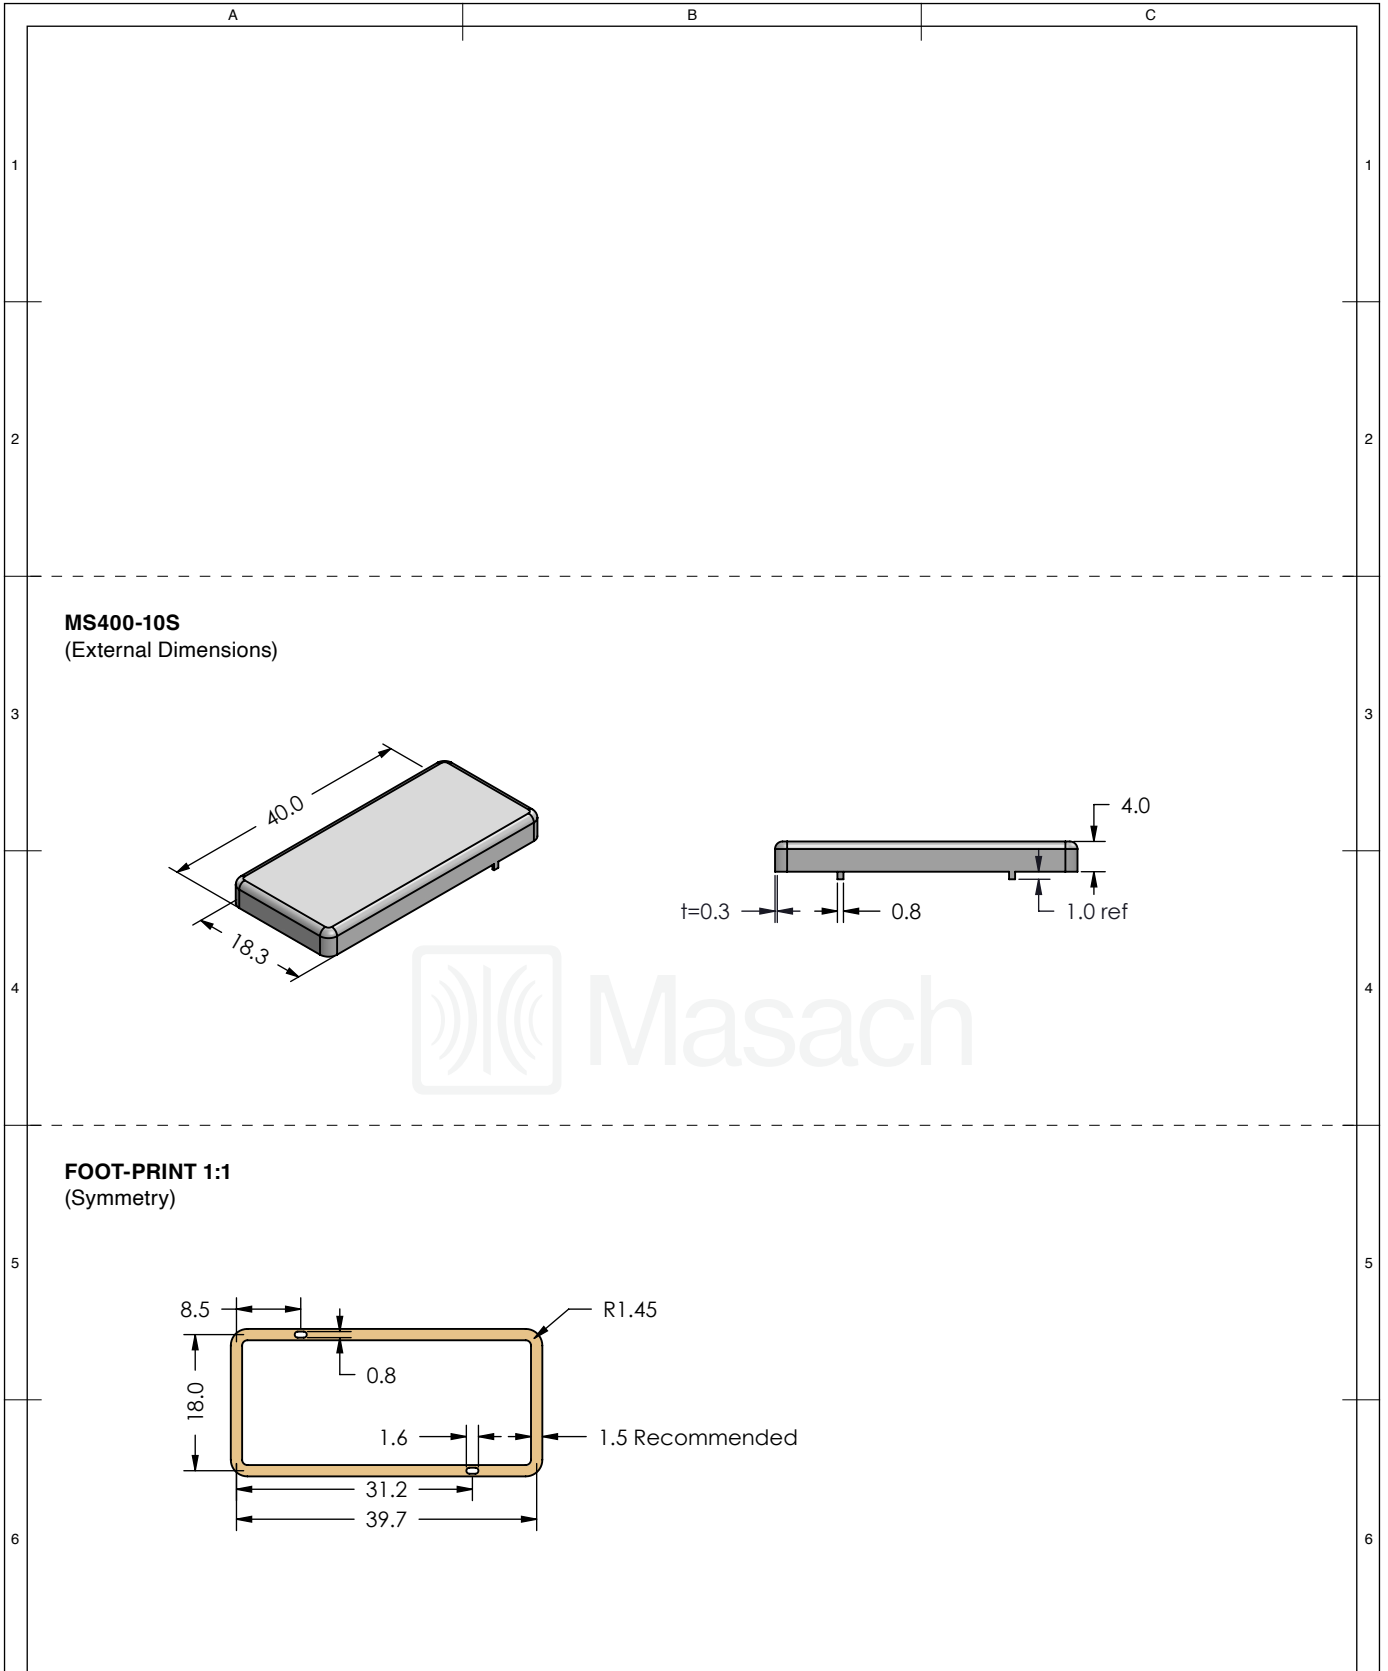 A B C
1 1
2 2
MS400-10S
(External Dimensions)
3 3
40.0
18.3
4.0
t=0.3 0.8 1.0 ref
4 4
Masach
FOOT-PRINT 1:1
(Symmetry)
5 5
8.5 R1.45
0.8
18.0
1.6 1.5 Recommended
31.2
39.7
6 6